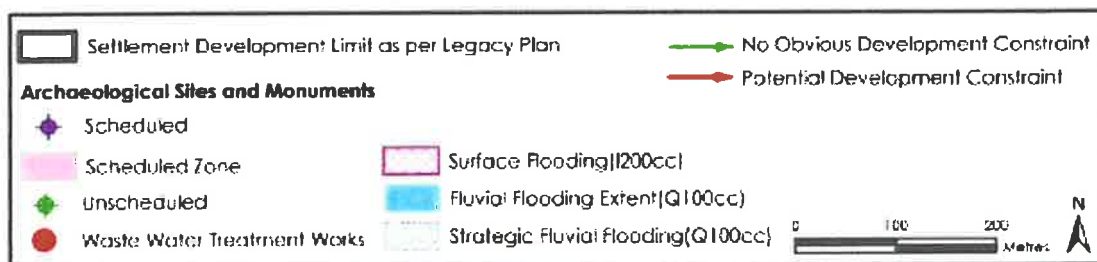 Settlement Development Limit as per Legacy Plan
No Obvious Development Constraint
Potential Development Constraint
Archaeological Sites and Monuments
Scheduled
Scheduled Zone
Unscheduled
Waste Water Treatment Works
Surface Flooding(1200cc)
Fluvial Flooding Extent(Q100cc)
Strategic Fluvial Flooding(Q100cc)
0 100 200
Metres
N